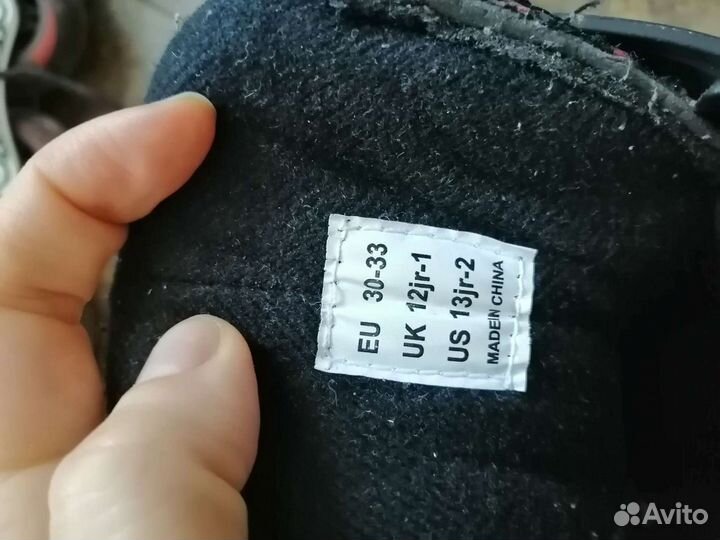 EU 30-33
UK 12jr-1
US 13jr-2
MADE IN CHINA
Avito